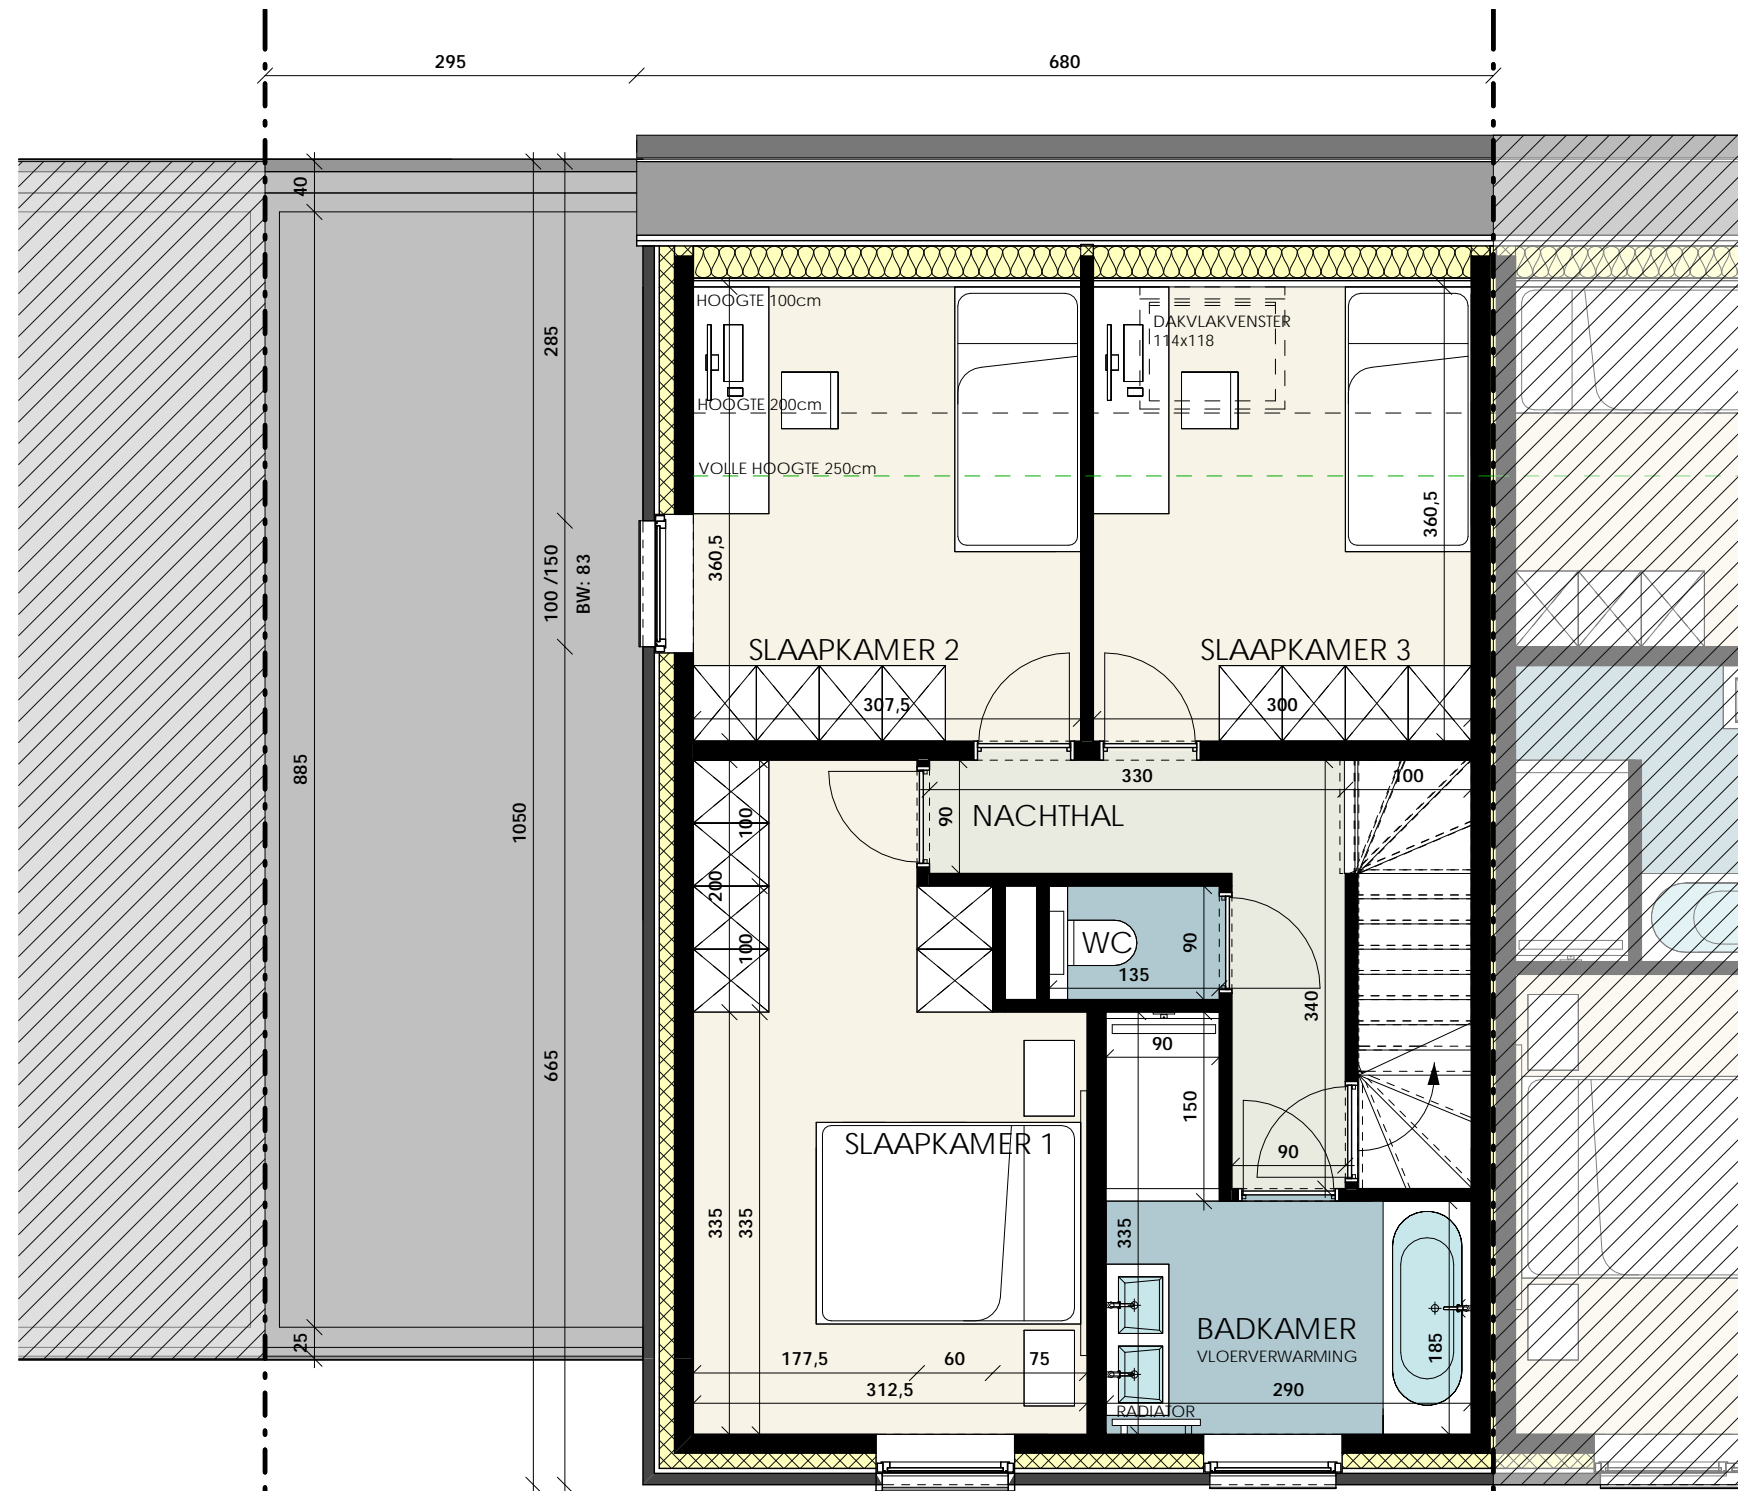 295
680
40
HOOGTE 100cm
DAKVLAKVENSTER
114x118
285
HOOGTE 200cm
VOLLE HOOGTE 250cm
360,5
360,5
100 /150
BW: 83
SLAAPKAMER 2
SLAAPKAMER 3
307,5
300
885
1050
330
100
90
NACHTHAL
100
200
100
WC
90
135
340
90
665
150
SLAAPKAMER 1
90
335
335
335
BADKAMER
VLOERVERWARMING
185
25
177,5
60
75
312,5
290
RADIATOR